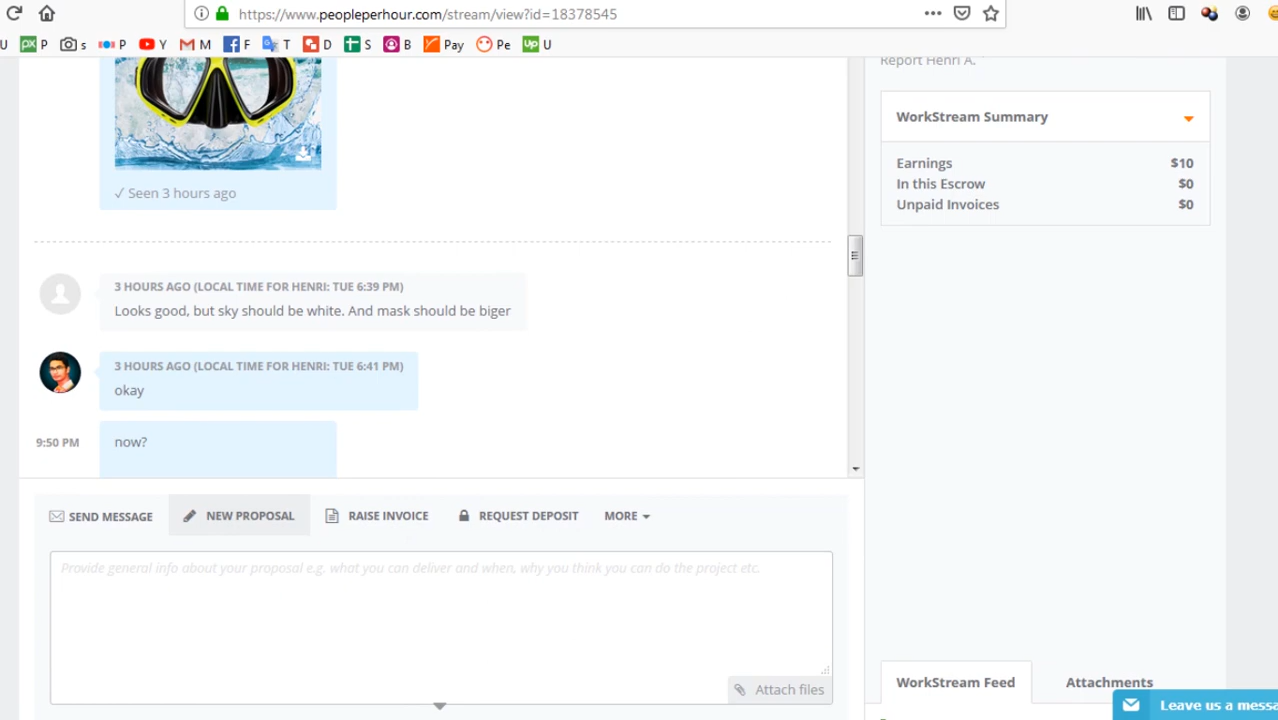 https://www.peopleperhour.com/stream/view?id=18378545
U P s P Y M F T D S B Pay Pe U
Report Henri A.
✓ Seen 3 hours ago
3 HOURS AGO (LOCAL TIME FOR HENRI: TUE 6:39 PM)
Looks good, but sky should be white. And mask should be biger
3 HOURS AGO (LOCAL TIME FOR HENRI: TUE 6:41 PM)
okay
9:50 PM
now?
SEND MESSAGE NEW PROPOSAL RAISE INVOICE REQUEST DEPOSIT MORE
Provide general info about your proposal e.g. what you can deliver and when, why you think you can do the project etc.
Attach files
WorkStream Summary
Earnings $10
In this Escrow $0
Unpaid Invoices $0
WorkStream Feed Attachments
Leave us a messa